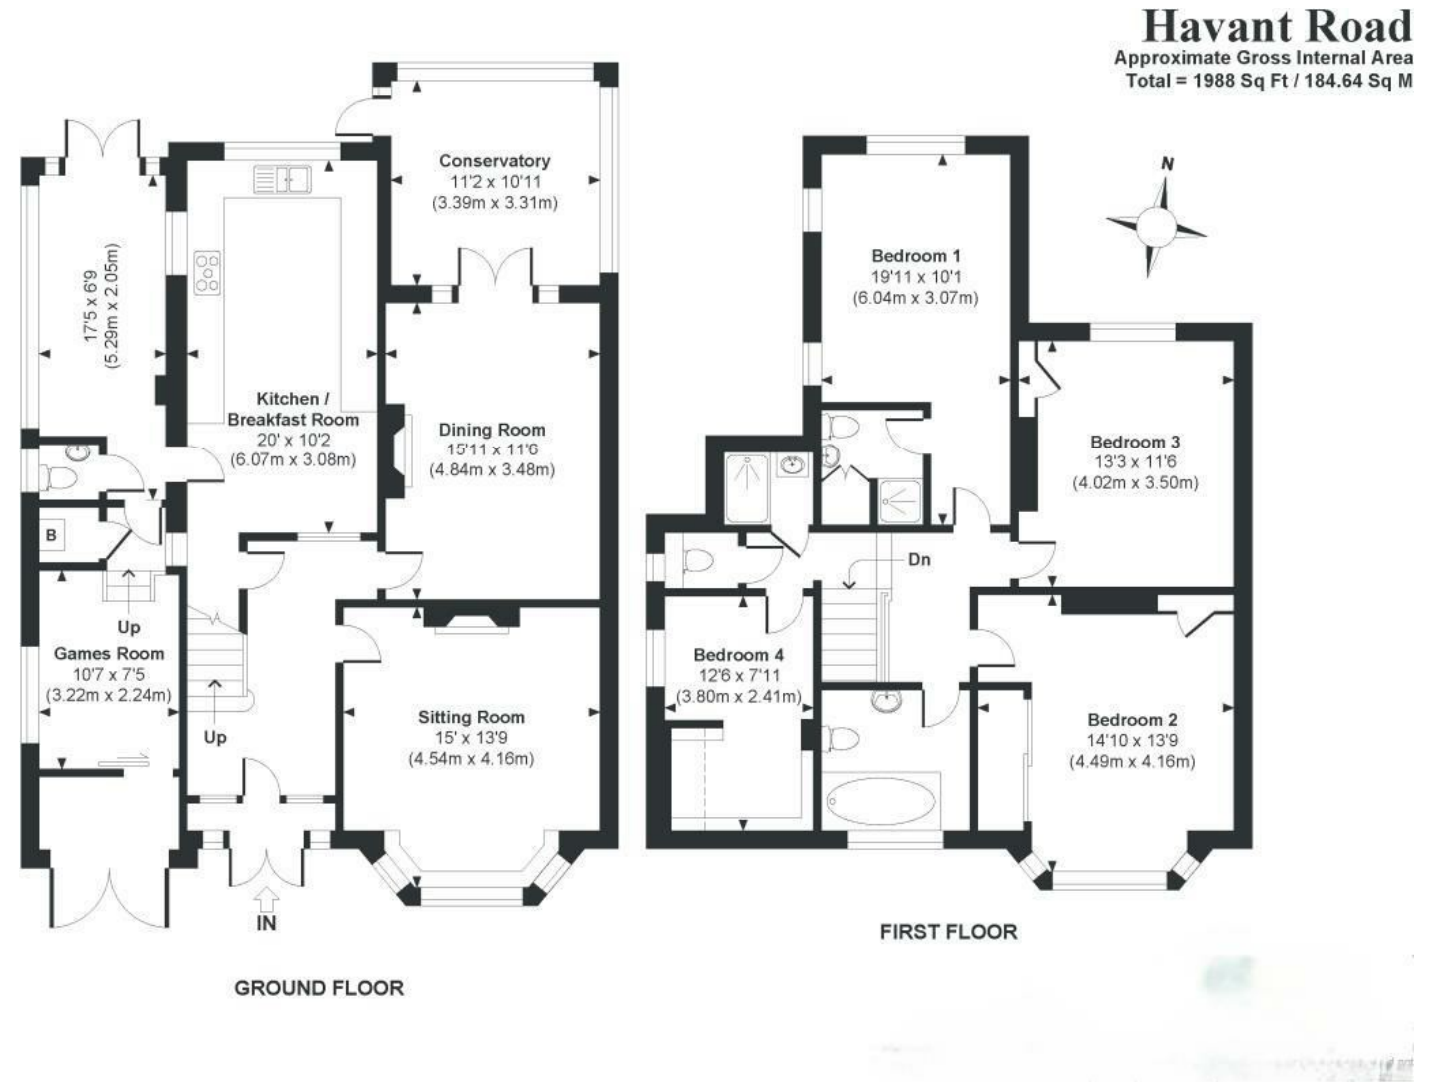 Havant Road
Approximate Gross Internal Area
Total = 1988 Sq Ft / 184.64 Sq M
N
Conservatory
11'2 x 10'11
(3.39m x 3.31m)
17'5 x 6'9
(5.29m x 2.05m)
Kitchen /
Breakfast Room
20' x 10'2
(6.07m x 3.08m)
Dining Room
15'11 x 11'6
(4.84m x 3.48m)
B
Up
Games Room
10'7 x 7'5
(3.22m x 2.24m)
Up
Sitting Room
15' x 13'9
(4.54m x 4.16m)
IN
GROUND FLOOR
Bedroom 1
19'11 x 10'1
(6.04m x 3.07m)
Bedroom 3
13'3 x 11'6
(4.02m x 3.50m)
Dn
Bedroom 4
12'6 x 7'11
(3.80m x 2.41m)
Bedroom 2
14'10 x 13'9
(4.49m x 4.16m)
FIRST FLOOR